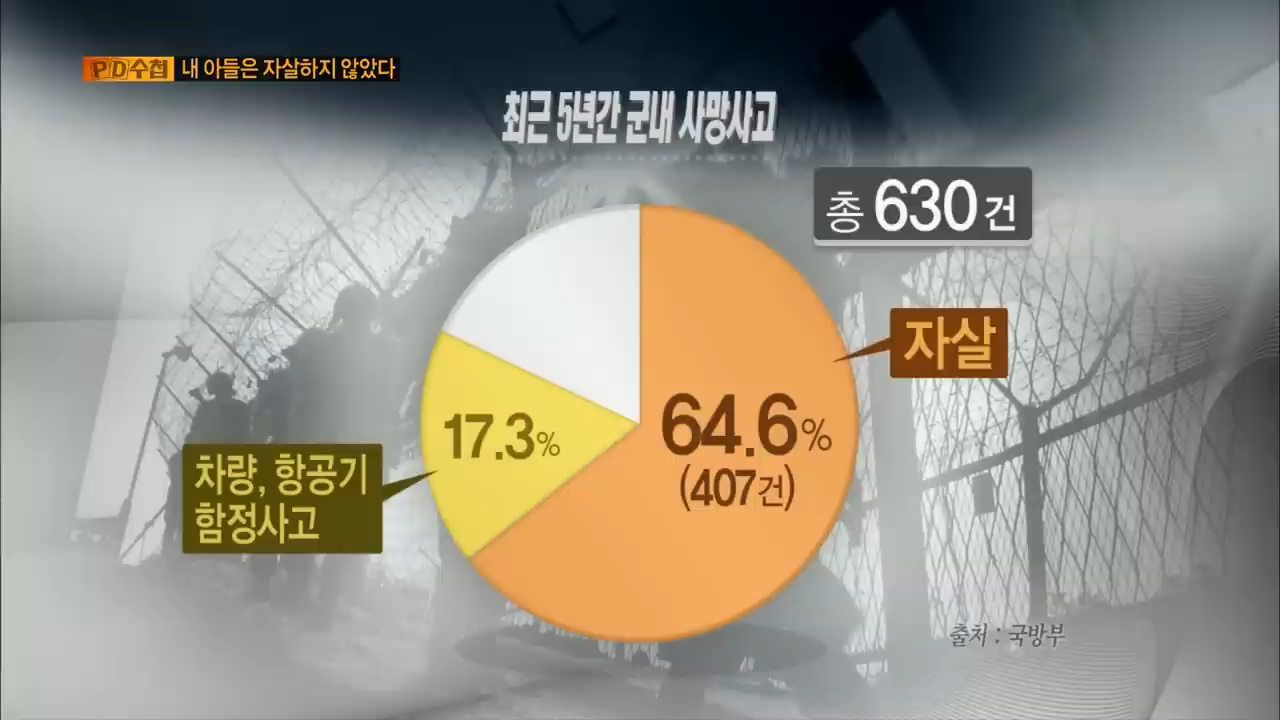 PD수첩 내 아들은 자살하지 않았다
최근 5년간 군내 사망사고
총 630건
자살
64.6%
(407건)
17.3%
차량, 항공기
함정사고
출처 : 국방부